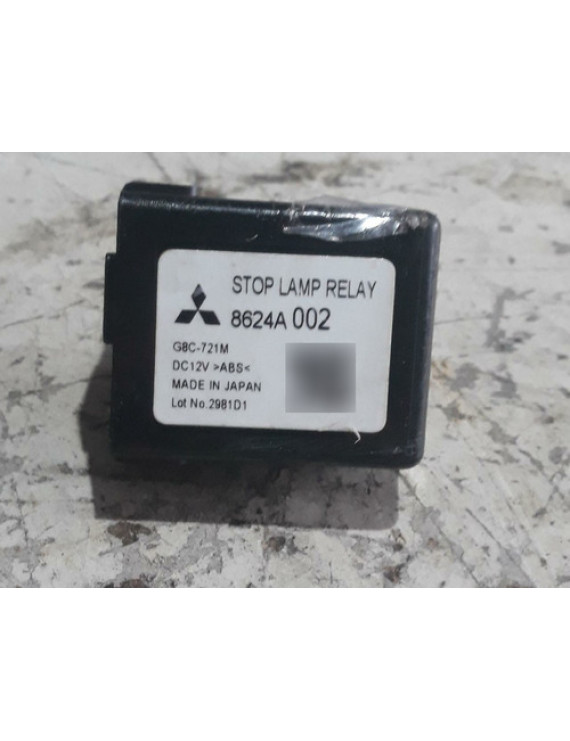 STOP LAMP RELAY
8624A 002
G8C-721M
DC12V >ABS<
MADE IN JAPAN
Lot No.2981D1